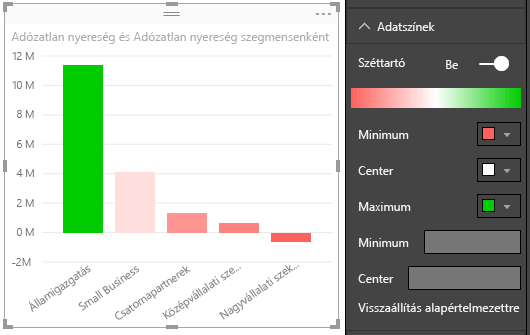 Adózatlan nyereség és Adózatlan nyereség szegmensenként
12 M
10 M
8 M
6 M
4 M
2 M
0 M
-2M
Államigazgatás
Small Business
Csatornapartnerek
Középvállalati sze...
Nagyvállalati szek...
Adatszínek
Széttartó Be
Minimum
Center
Maximum
Minimum
Center
Visszaállítás alapértelmezettre